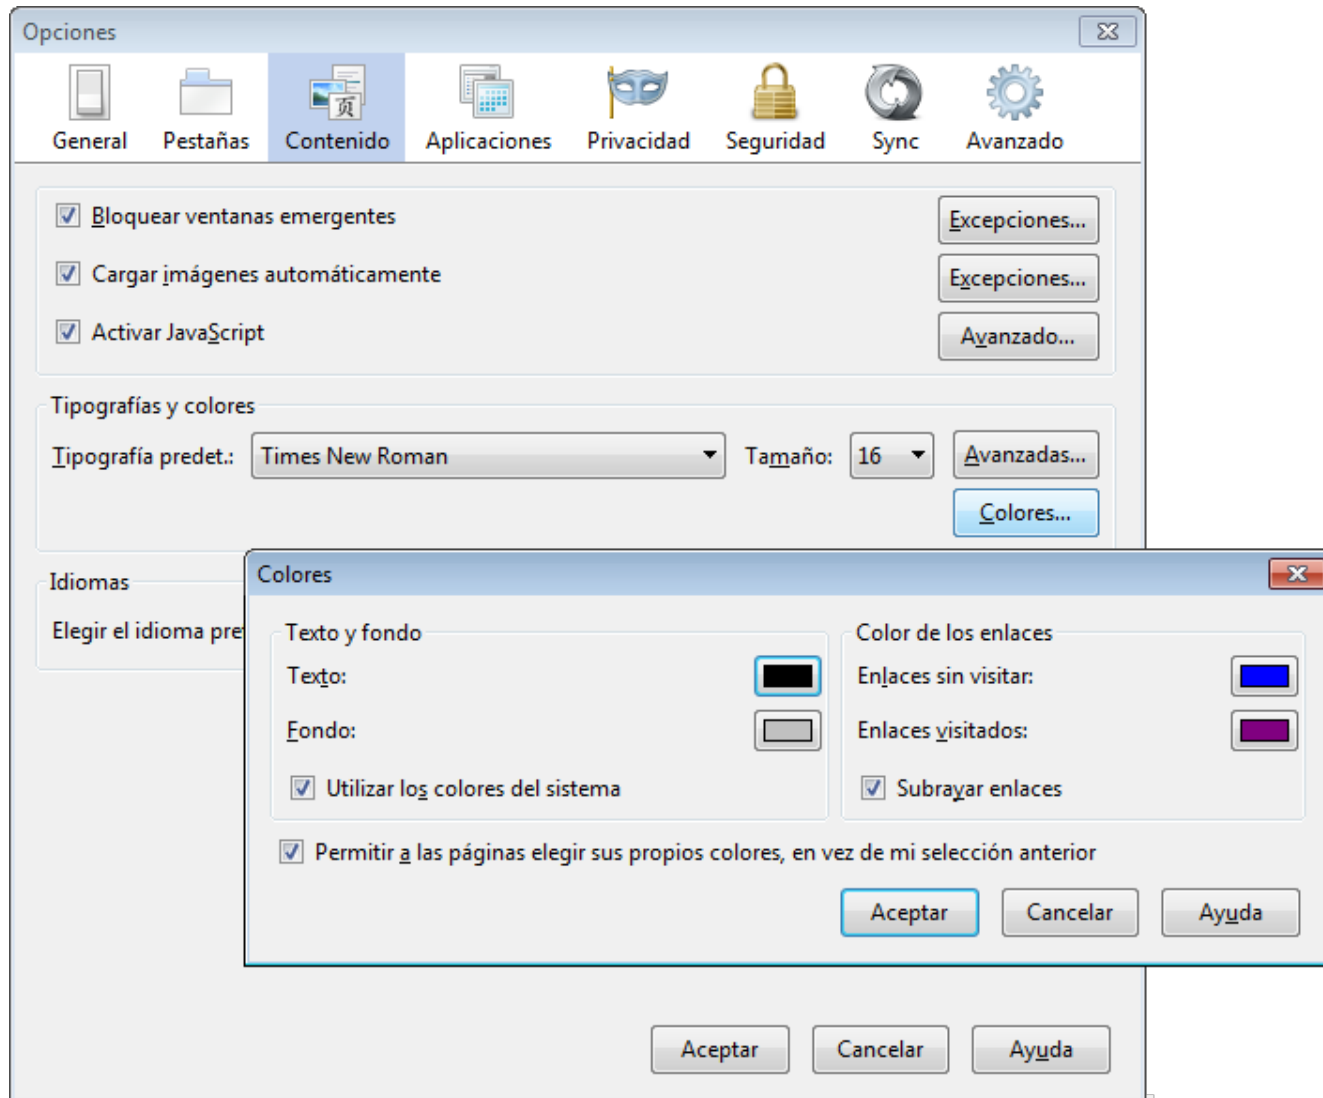 Opciones
General Pestañas Contenido Aplicaciones Privacidad Seguridad Sync Avanzado
Bloquear ventanas emergentes Excepciones...
Cargar imágenes automáticamente Excepciones...
Activar JavaScript Avanzado...
Tipografías y colores
Tipografía predet.: Times New Roman Tamaño: 16 Avanzadas...
Colores...
Idiomas
Elegir el idioma
Colores
Texto y fondo Color de los enlaces
Texto: Enlaces sin visitar:
Fondo: Enlaces visitados:
Utilizar los colores del sistema Subrayar enlaces
Permitir a las páginas elegir sus propios colores, en vez de mi selección anterior
Aceptar Cancelar Ayuda
Aceptar Cancelar Ayuda